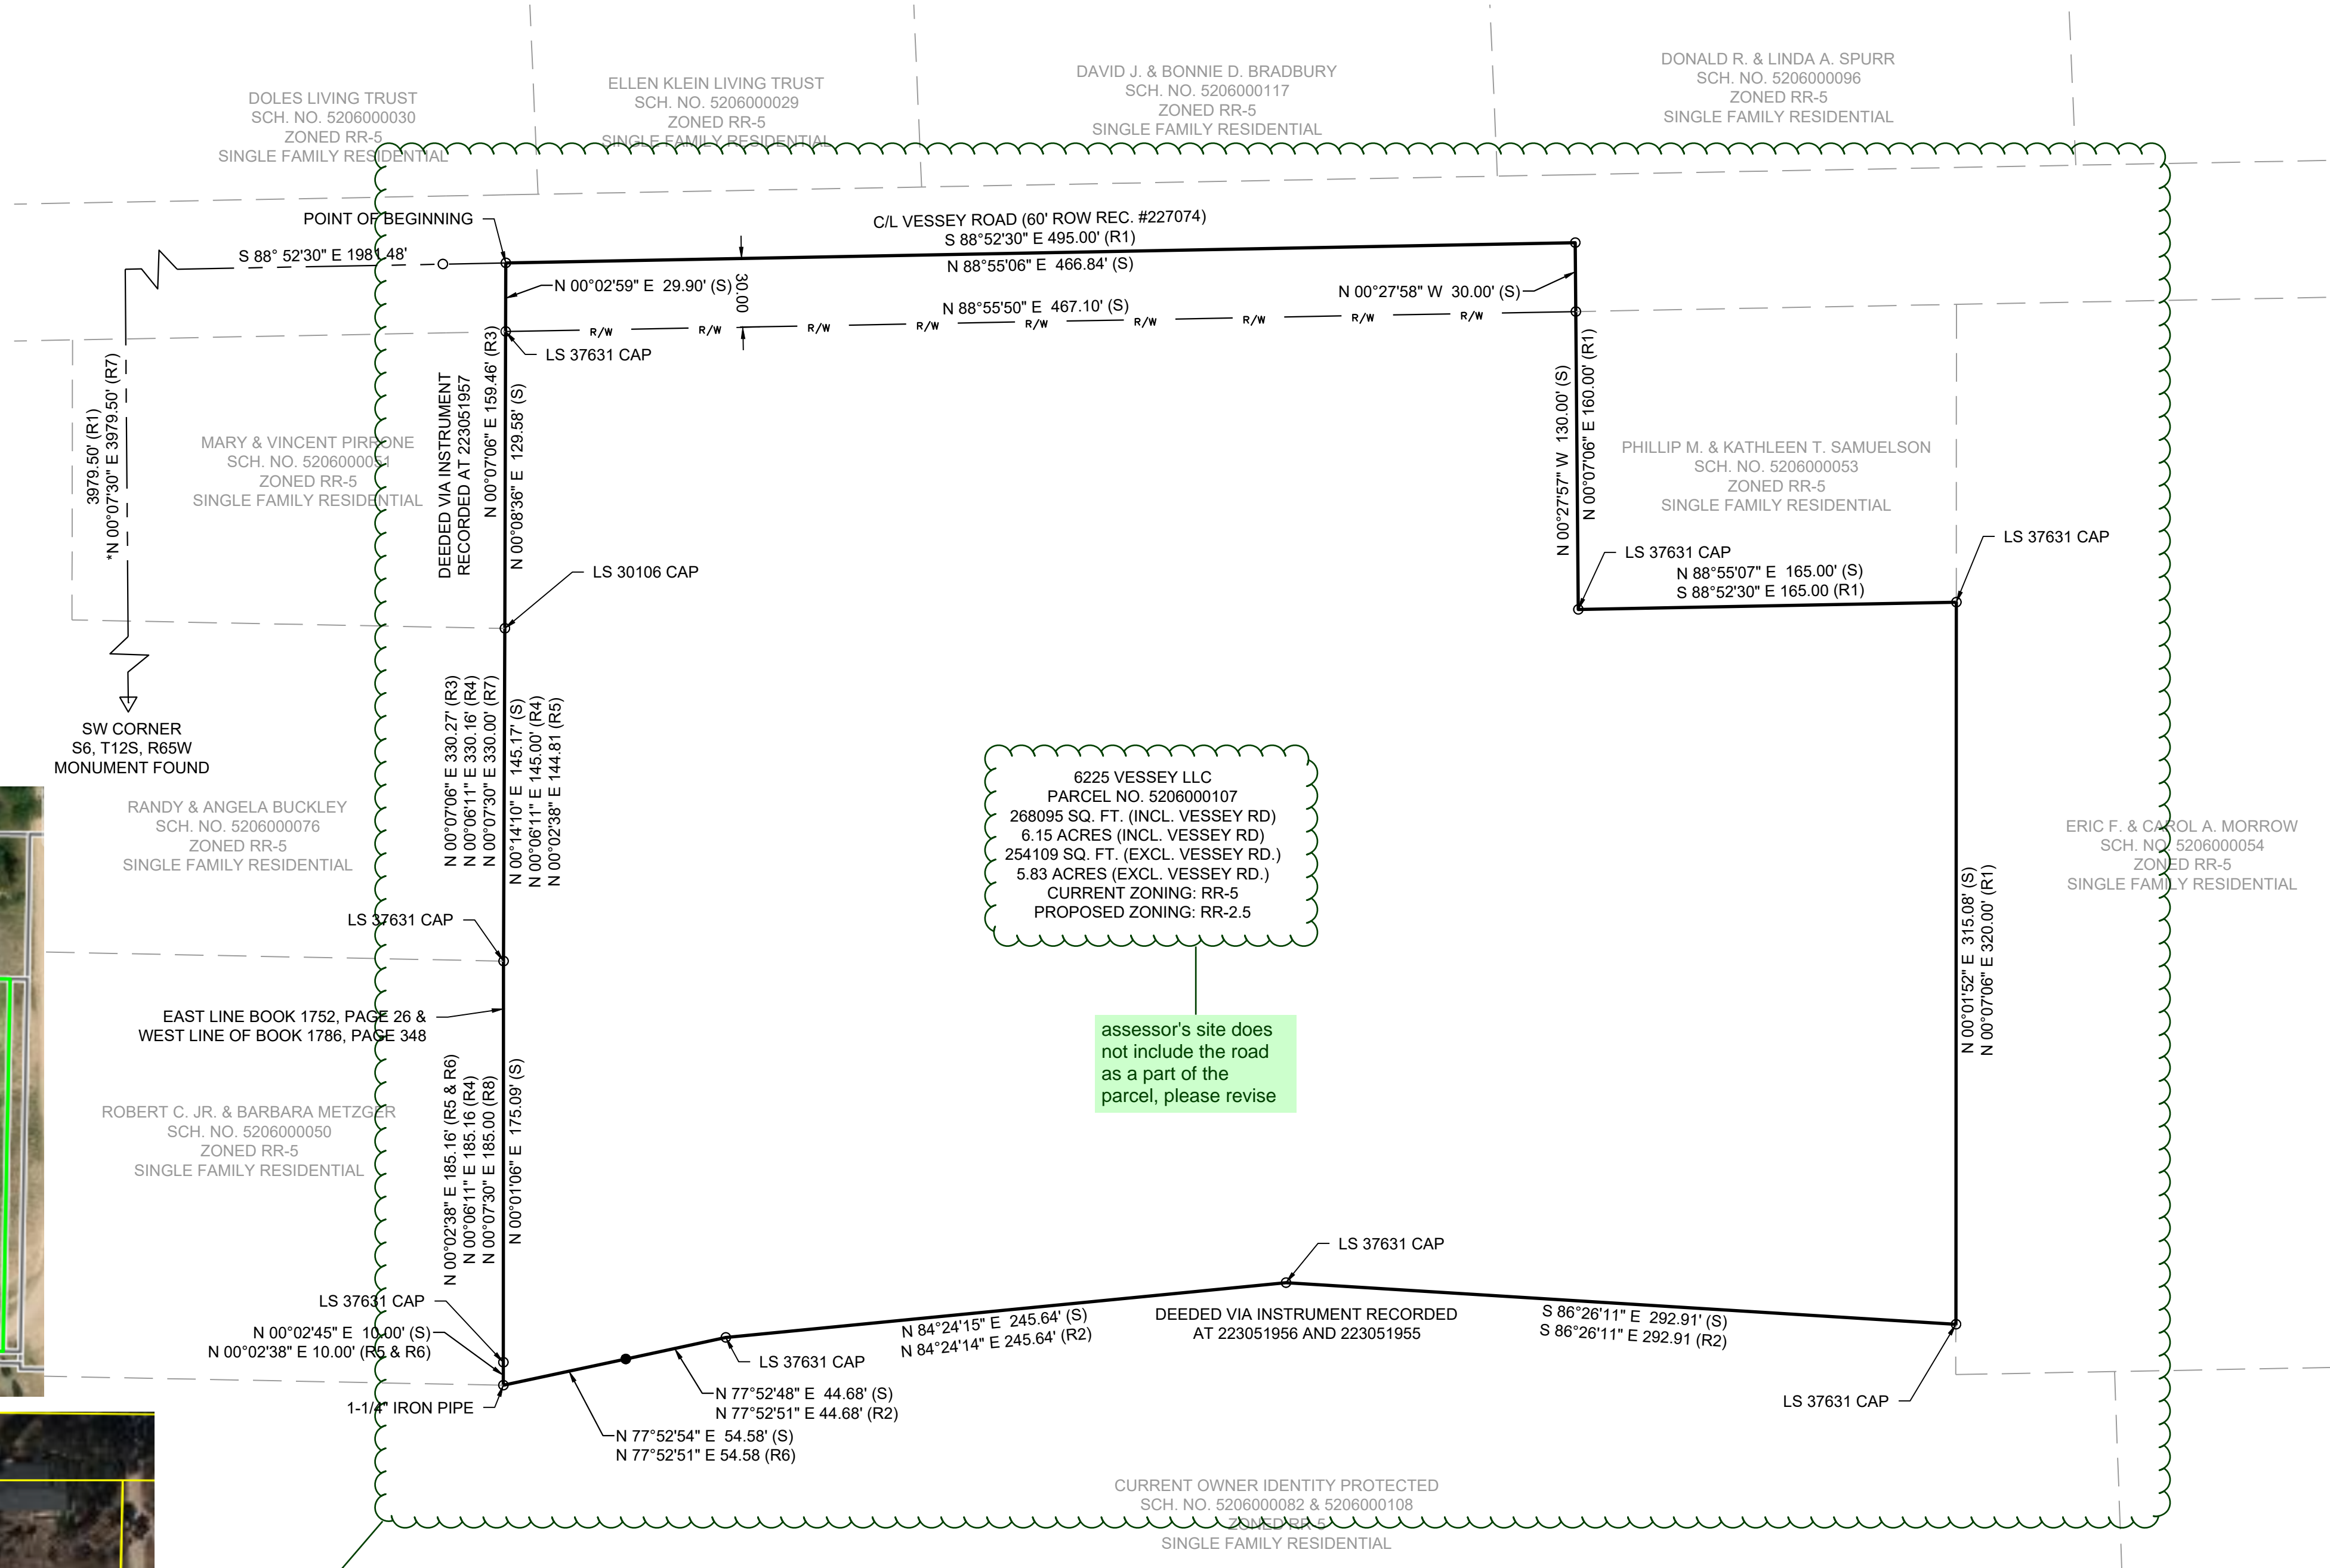 DOLES LIVING TRUST
SCH. NO. 5206000030
ZONED RR-5
SINGLE FAMILY RESIDENTIAL
ELLEN KLEIN LIVING TRUST
SCH. NO. 5206000029
ZONED RR-5
SINGLE FAMILY RESIDENTIAL
DAVID J. & BONNIE D. BRADBURY
SCH. NO. 5206000117
ZONED RR-5
SINGLE FAMILY RESIDENTIAL
DONALD R. & LINDA A. SPURR
SCH. NO. 5206000096
ZONED RR-5
SINGLE FAMILY RESIDENTIAL
POINT OF BEGINNING
S 88° 52'30" E 1981.48'
C/L VESSEY ROAD (60' ROW REC. #227074)
S 88°52'30" E 495.00' (R1)
N 88°55'06" E 466.84' (S)
N 00°02'59" E 29.90' (S)
30.00
N 88°55'50" E 467.10' (S)
N 00°27'58" W 30.00' (S)
R/W R/W R/W R/W R/W R/W R/W R/W R/W
LS 37631 CAP
3979.50' (R1)
*N 00°07'30" E 3979.50' (R7)
MARY & VINCENT PIRRONE
SCH. NO. 5206000051
ZONED RR-5
SINGLE FAMILY RESIDENTIAL
DEEDED VIA INSTRUMENT
RECORDED AT 223051957
N 00°07'06" E 159.46' (R3)
N 00°08'36" E 129.58' (S)
LS 30106 CAP
N 00°27'57" W 130.00' (S)
N 00°07'06" E 160.00' (R1)
PHILLIP M. & KATHLEEN T. SAMUELSON
SCH. NO. 5206000053
ZONED RR-5
SINGLE FAMILY RESIDENTIAL
LS 37631 CAP
N 88°55'07" E 165.00' (S)
S 88°52'30" E 165.00 (R1)
LS 37631 CAP
SW CORNER
S6, T12S, R65W
MONUMENT FOUND
RANDY & ANGELA BUCKLEY
SCH. NO. 5206000076
ZONED RR-5
SINGLE FAMILY RESIDENTIAL
N 00°07'06" E 330.27' (R3)
N 00°06'11" E 330.16' (R4)
N 00°07'30" E 330.00' (R7)
N 00°14'10" E 145.17' (S)
N 00°06'11" E 145.00' (R4)
N 00°02'38" E 144.81 (R5)
6225 VESSEY LLC
PARCEL NO. 5206000107
268095 SQ. FT. (INCL. VESSEY RD)
6.15 ACRES (INCL. VESSEY RD)
254109 SQ. FT. (EXCL. VESSEY RD.)
5.83 ACRES (EXCL. VESSEY RD.)
CURRENT ZONING: RR-5
PROPOSED ZONING: RR-2.5
assessor's site does
not include the road
as a part of the
parcel, please revise
ERIC F. & CAROL A. MORROW
SCH. NO. 5206000054
ZONED RR-5
SINGLE FAMILY RESIDENTIAL
N 00°01'52" E 315.08' (S)
N 00°07'06" E 320.00' (R1)
LS 37631 CAP
EAST LINE BOOK 1752, PAGE 26 &
WEST LINE OF BOOK 1786, PAGE 348
ROBERT C. JR. & BARBARA METZGER
SCH. NO. 5206000050
ZONED RR-5
SINGLE FAMILY RESIDENTIAL
N 00°02'38" E 185.16' (R5 & R6)
N 00°06'11" E 185.16 (R4)
N 00°07'30" E 185.00 (R8)
N 00°01'06" E 175.09' (S)
LS 37631 CAP
N 00°02'45" E 10.00' (S)
N 00°02'38" E 10.00' (R5 & R6)
1-1/4" IRON PIPE
LS 37631 CAP
N 77°52'48" E 44.68' (S)
N 77°52'51" E 44.68' (R2)
N 77°52'54" E 54.58' (S)
N 77°52'51" E 54.58 (R6)
N 84°24'15" E 245.64' (S)
N 84°24'14" E 245.64' (R2)
LS 37631 CAP
DEEDED VIA INSTRUMENT RECORDED
AT 223051956 AND 223051955
S 86°26'11" E 292.91' (S)
S 86°26'11" E 292.91 (R2)
LS 37631 CAP
CURRENT OWNER IDENTITY PROTECTED
SCH. NO. 5206000082 & 5206000108
ZONED RR-5
SINGLE FAMILY RESIDENTIAL